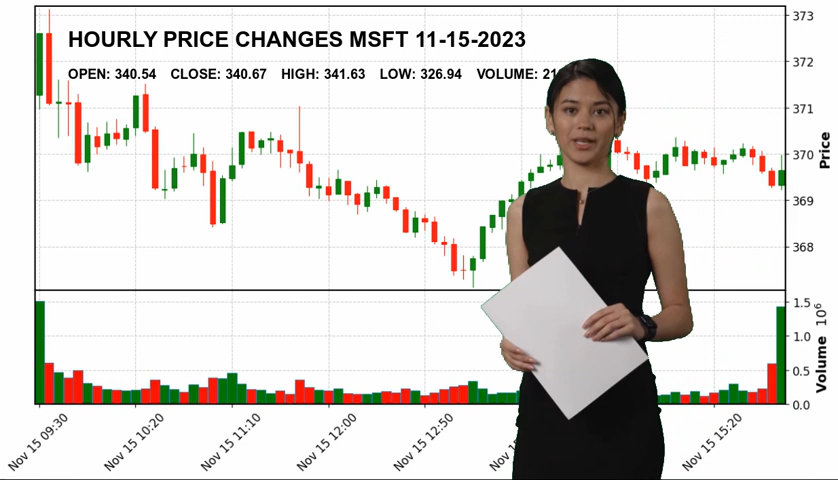 HOURLY PRICE CHANGES MSFT 11-15-2023
OPEN: 340.54 CLOSE: 340.67 HIGH: 341.63 LOW: 326.94 VOLUME: 21
373
372
371
370
369
368
Price
1.5
1.0
0.5
0.0
Volume 10⁶
Nov 15 09:30
Nov 15 10:20
Nov 15 11:10
Nov 15 12:00
Nov 15 12:50
Nov 15 15:20